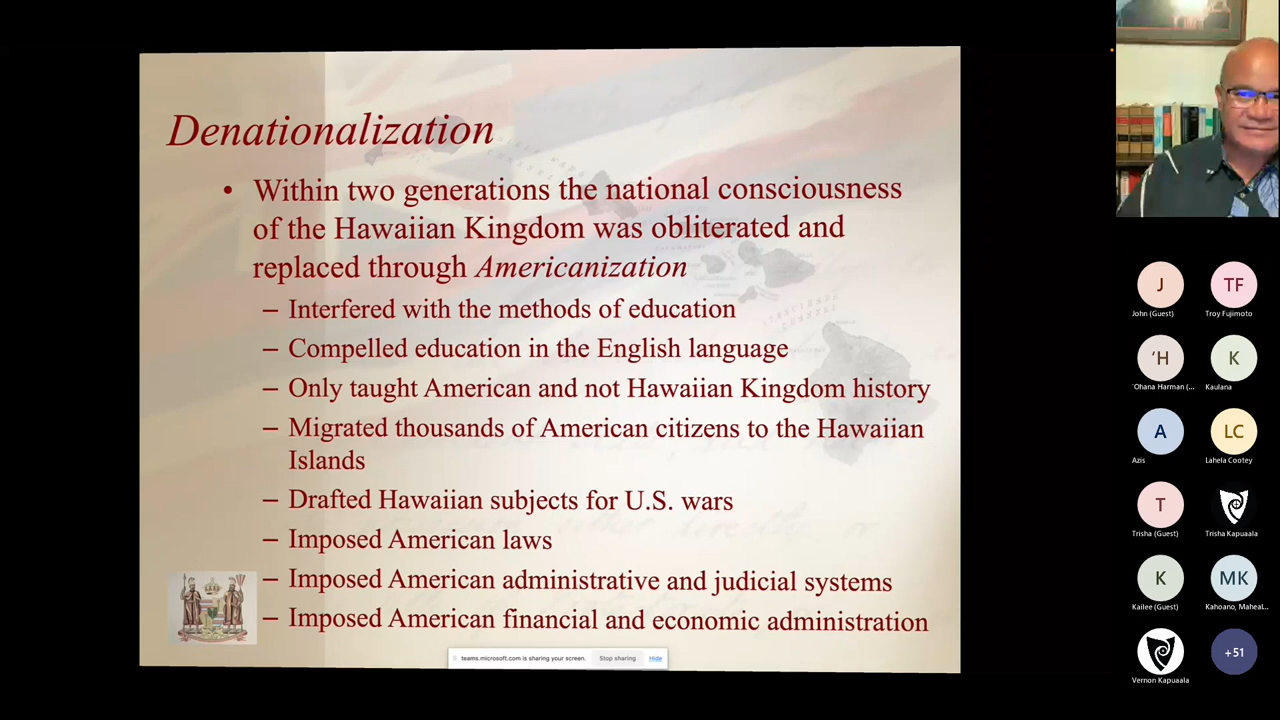 Denationalization
• Within two generations the national consciousness
of the Hawaiian Kingdom was obliterated and
replaced through Americanization
– Interfered with the methods of education
– Compelled education in the English language
– Only taught American and not Hawaiian Kingdom history
– Migrated thousands of American citizens to the Hawaiian
Islands
– Drafted Hawaiian subjects for U.S. wars
– Imposed American laws
– Imposed American administrative and judicial systems
– Imposed American financial and economic administration
teams.microsoft.com is sharing your screen. Stop sharing Hide
J TF
John (Guest) Troy Fujimoto
'H K
'Ohana Harman (... Kaulana
A LC
Azis Lahela Cootey
T
Trisha (Guest) Trisha Kapuaala
K MK
Kailee (Guest) Kahoano, Maheal...
+51
Vernon Kapuaala